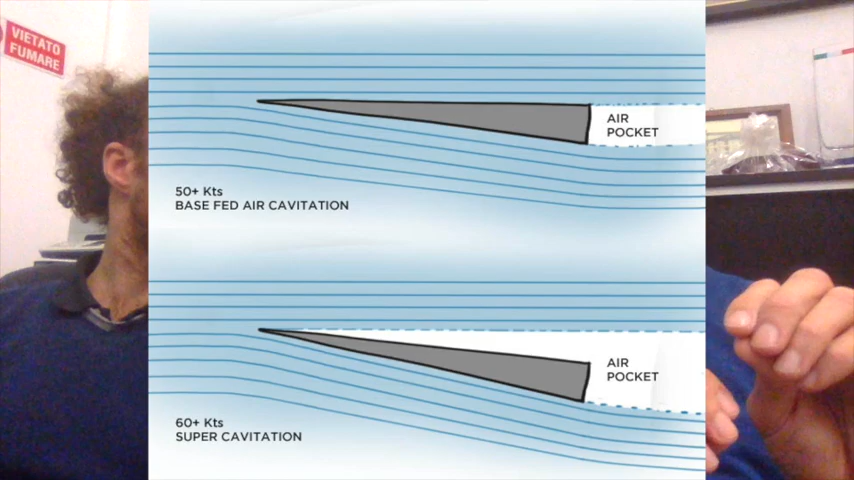 VIETATO
FUMARE
AIR
POCKET
50+ Kts
BASE FED AIR CAVITATION
AIR
POCKET
60+ Kts
SUPER CAVITATION